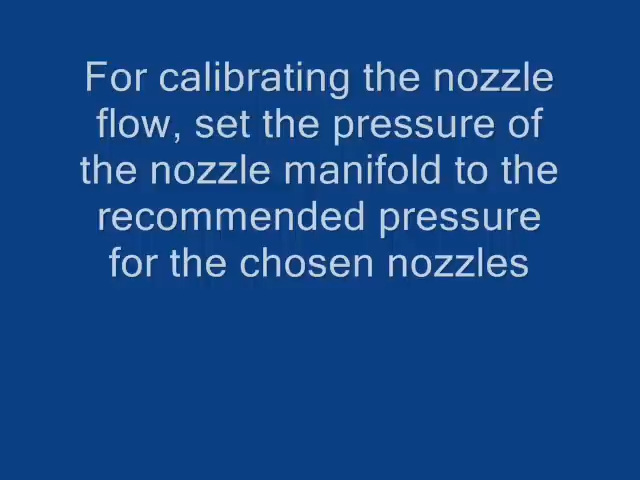 For calibrating the nozzle
flow, set the pressure of
the nozzle manifold to the
recommended pressure
for the chosen nozzles